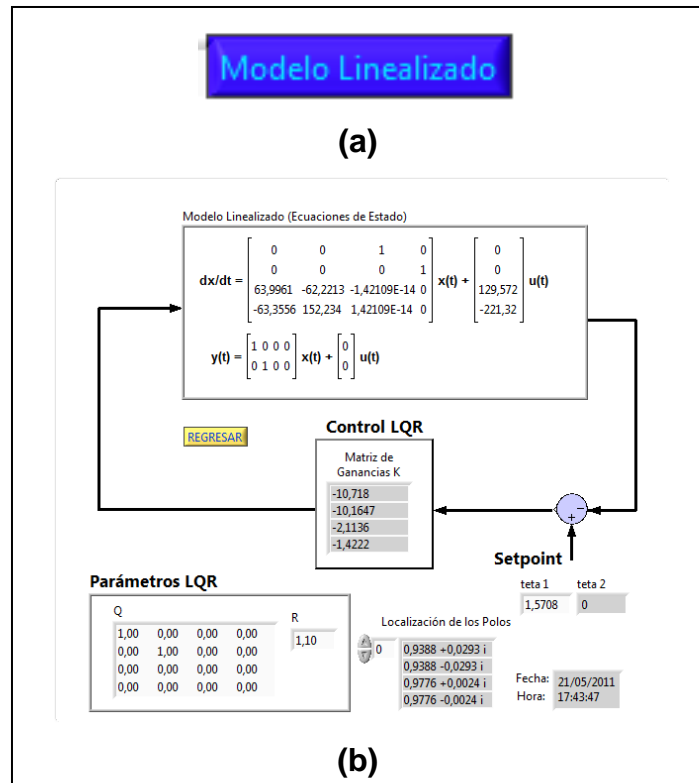 Modelo Linealizado
(a)
Modelo Linealizado (Ecuaciones de Estado)
0 0 1 0 0
0 0 0 1 0
dx/dt = x(t) + u(t)
63,9961 -62,2213 -1,42109E-14 0 129,572
-63,3556 152,234 1,42109E-14 0 -221,32
1 0 0 0 0
y(t) = x(t) + u(t)
0 1 0 0 0
REGRESAR
Control LQR
Matriz de
Ganancias K
-10,718
-10,1647
-2,1136
-1,4222
+ −
Setpoint
teta 1 teta 2
1,5708 0
Parámetros LQR
Q R
1,00 0,00 0,00 0,00 1,10
0,00 1,00 0,00 0,00
0,00 0,00 0,00 0,00
0,00 0,00 0,00 0,00
Localización de los Polos
0 0,9388 +0,0293 i
0,9388 -0,0293 i
0,9776 +0,0024 i
0,9776 -0,0024 i
Fecha: 21/05/2011
Hora: 17:43:47
(b)